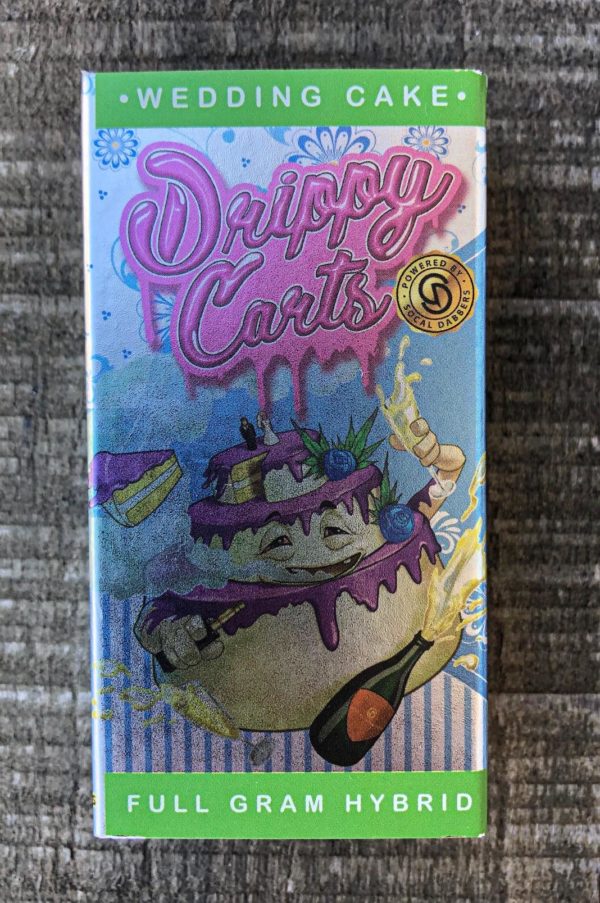 •WEDDING CAKE•
Drippy
Carts
• POWERED BY •
SOCAL DABBERS
FULL GRAM HYBRID